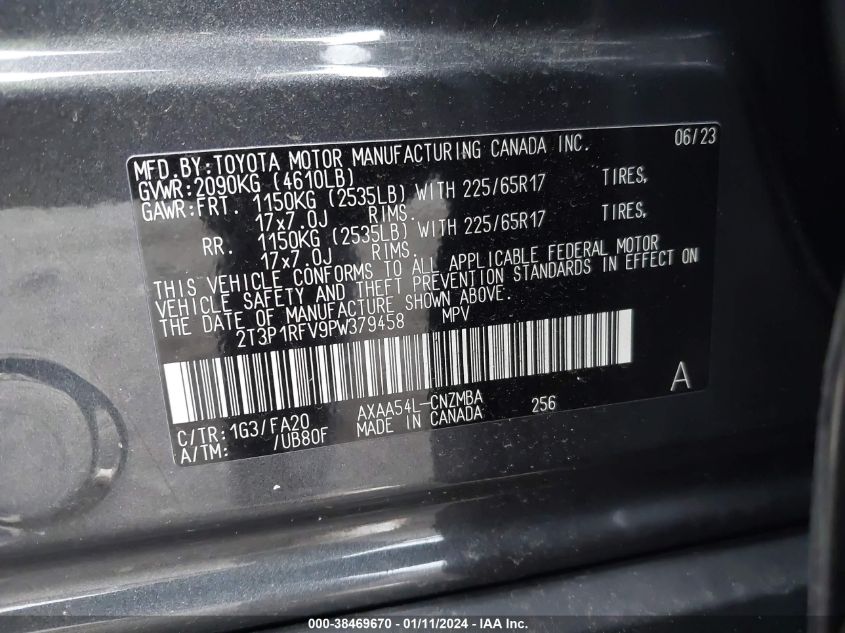 MFD.BY:TOYOTA MOTOR MANUFACTURING CANADA INC. 06/23
GVWR:2090KG (4610LB)
GAWR:FRT. 1150KG (2535LB) WITH 225/65R17 TIRES,
17x7.0J RIMS.
RR. 1150KG (2535LB) WITH 225/65R17 TIRES,
17x7.0J RIMS.
THIS VEHICLE CONFORMS TO ALL APPLICABLE FEDERAL MOTOR
VEHICLE SAFETY AND THEFT PREVENTION STANDARDS IN EFFECT ON
THE DATE OF MANUFACTURE SHOWN ABOVE.
2T3P1RFV9PW379458 MPV
A
C/TR:1G3/FA20 AXAA54L-CNZMBA 256
A/TM: /UB80F MADE IN CANADA
000-38469670 - 01/11/2024 - IAA Inc.